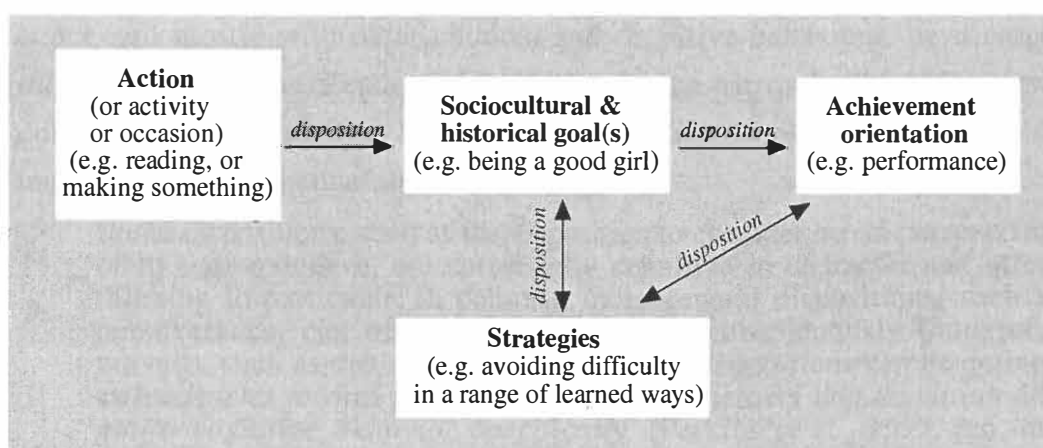 Action
(or activity
or occasion)
(e.g. reading, or
making something)
disposition
Sociocultural &
historical goal(s)
(e.g. being a good girl)
disposition
Achievement
orientation
(e.g. performance)
disposition
disposition
Strategies
(e.g. avoiding difficulty
in a range of learned ways)